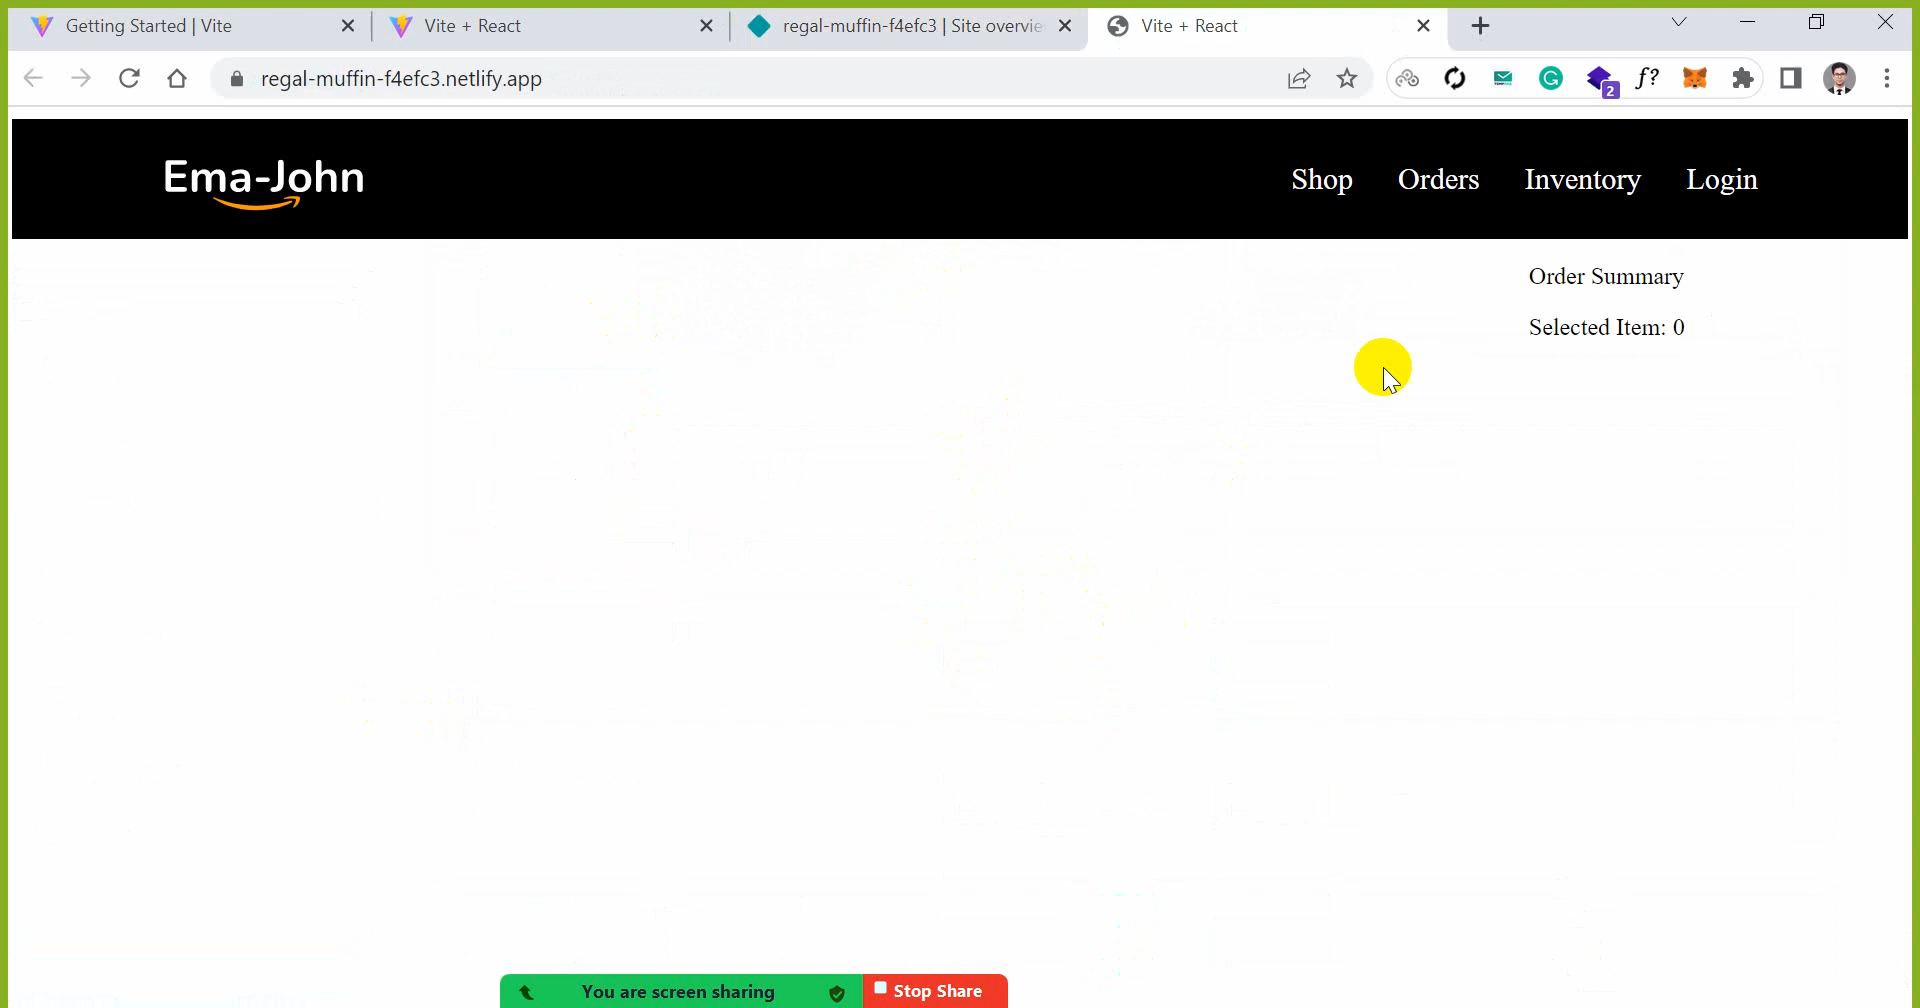 Getting Started | Vite
Vite + React
regal-muffin-f4efc3 | Site overvie
Vite + React
regal-muffin-f4efc3.netlify.app
2
f?
Ema-John
Shop
Orders
Inventory
Login
Order Summary
Selected Item: 0
You are screen sharing
Stop Share